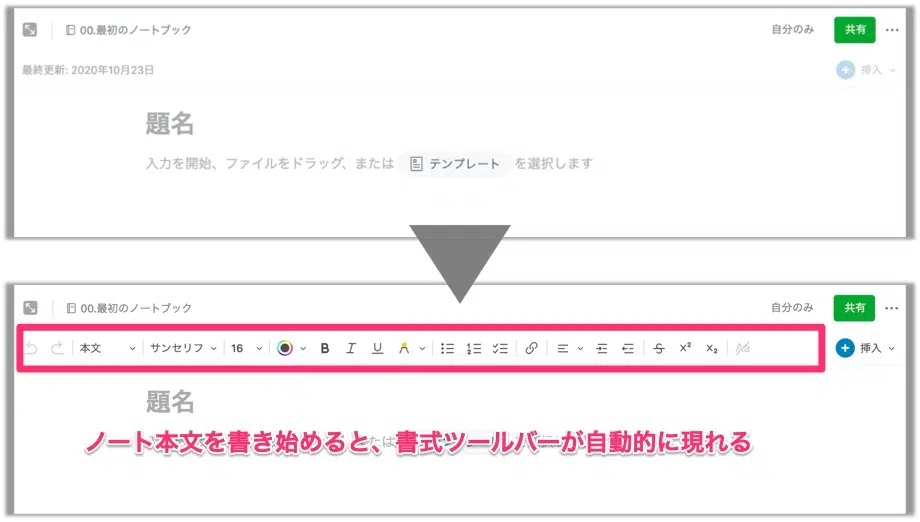 00.最初のノートブック 自分のみ 共有
最終更新: 2020年10月23日 挿入
題名
入力を開始、ファイルをドラッグ、または テンプレート を選択します
00.最初のノートブック 自分のみ 共有
本文 サンセリフ 16 B I U A S x² x₂ 挿入
題名
ノート本文を書き始めると、書式ツールバーが自動的に現れる